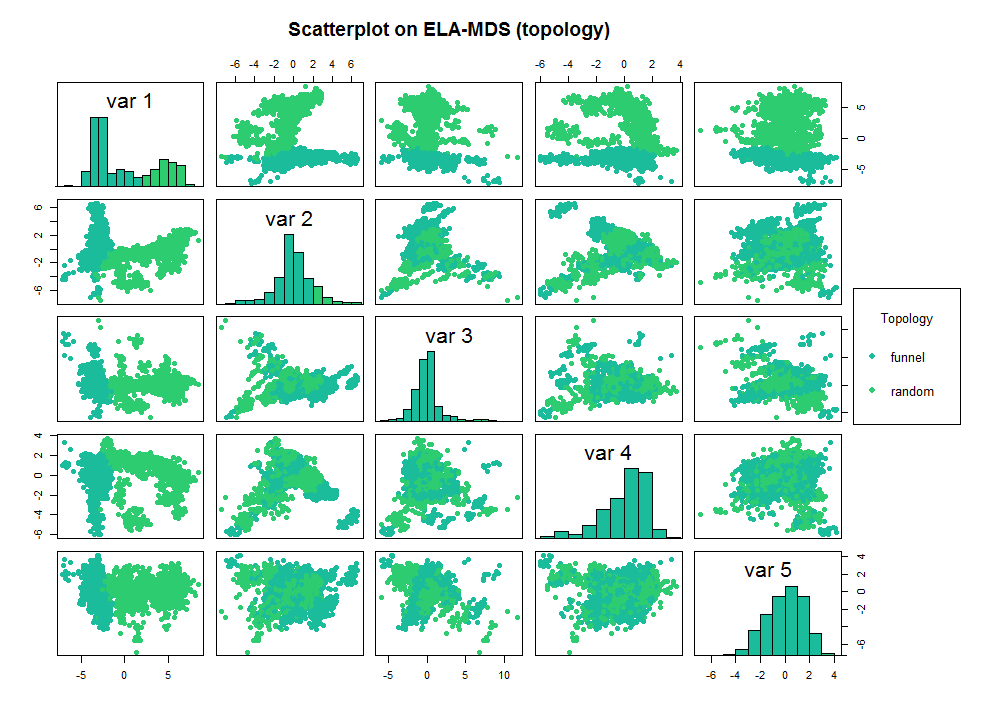 Scatterplot on ELA-MDS (topology)
-6 -2 0 2 4 6
-6 -4 -2 0 2 4
var 1
5
0
-5
6
2
-2
-6
var 2
var 3
Topology
funnel
random
4
2
0
-2
-4
-6
var 4
var 5
4
2
0
-2
-6
-5 0 5
-5 0 5 10
-6 -4 -2 0 2 4